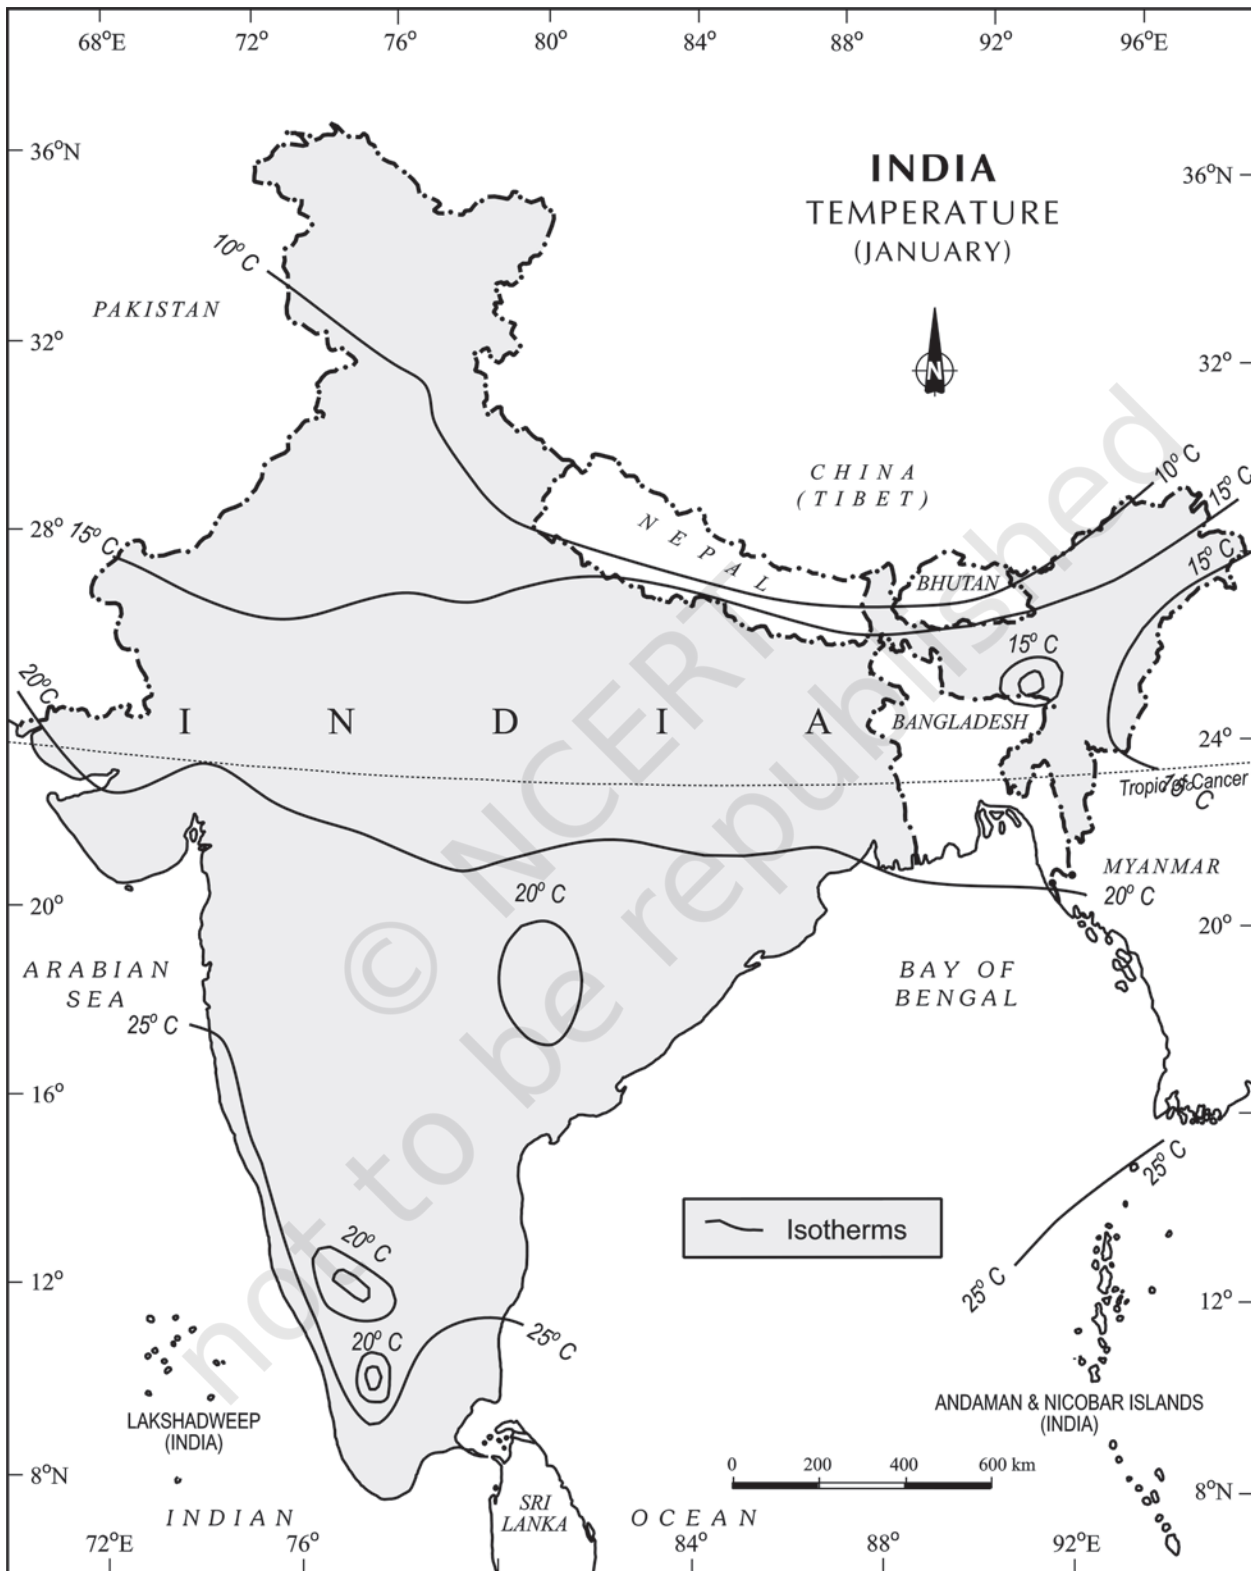 68°E 72° 76° 80° 84° 88° 92° 96°E
36°N
INDIA
TEMPERATURE
(JANUARY)
36°N
10°C
PAKISTAN
32°
32°
N
CHINA
(TIBET)
10°C
15°C
28°
15°C
NEPAL
BHUTAN
15°C
15°C
20°C
INDIA
BANGLADESH
24°
Tropic of Cancer
MYANMAR
20°C
20°
20°C
20°
ARABIAN
SEA
BAY OF
BENGAL
25°C
16°
25°C
25°C
20°C
Isotherms
12°
12°
20°C
25°C
LAKSHADWEEP
(INDIA)
ANDAMAN & NICOBAR ISLANDS
(INDIA)
0 200 400 600 km
8°N
8°N
SRI
LANKA
INDIAN OCEAN
72° 76° 84° 88° 92°
© NCERT
not to be republished